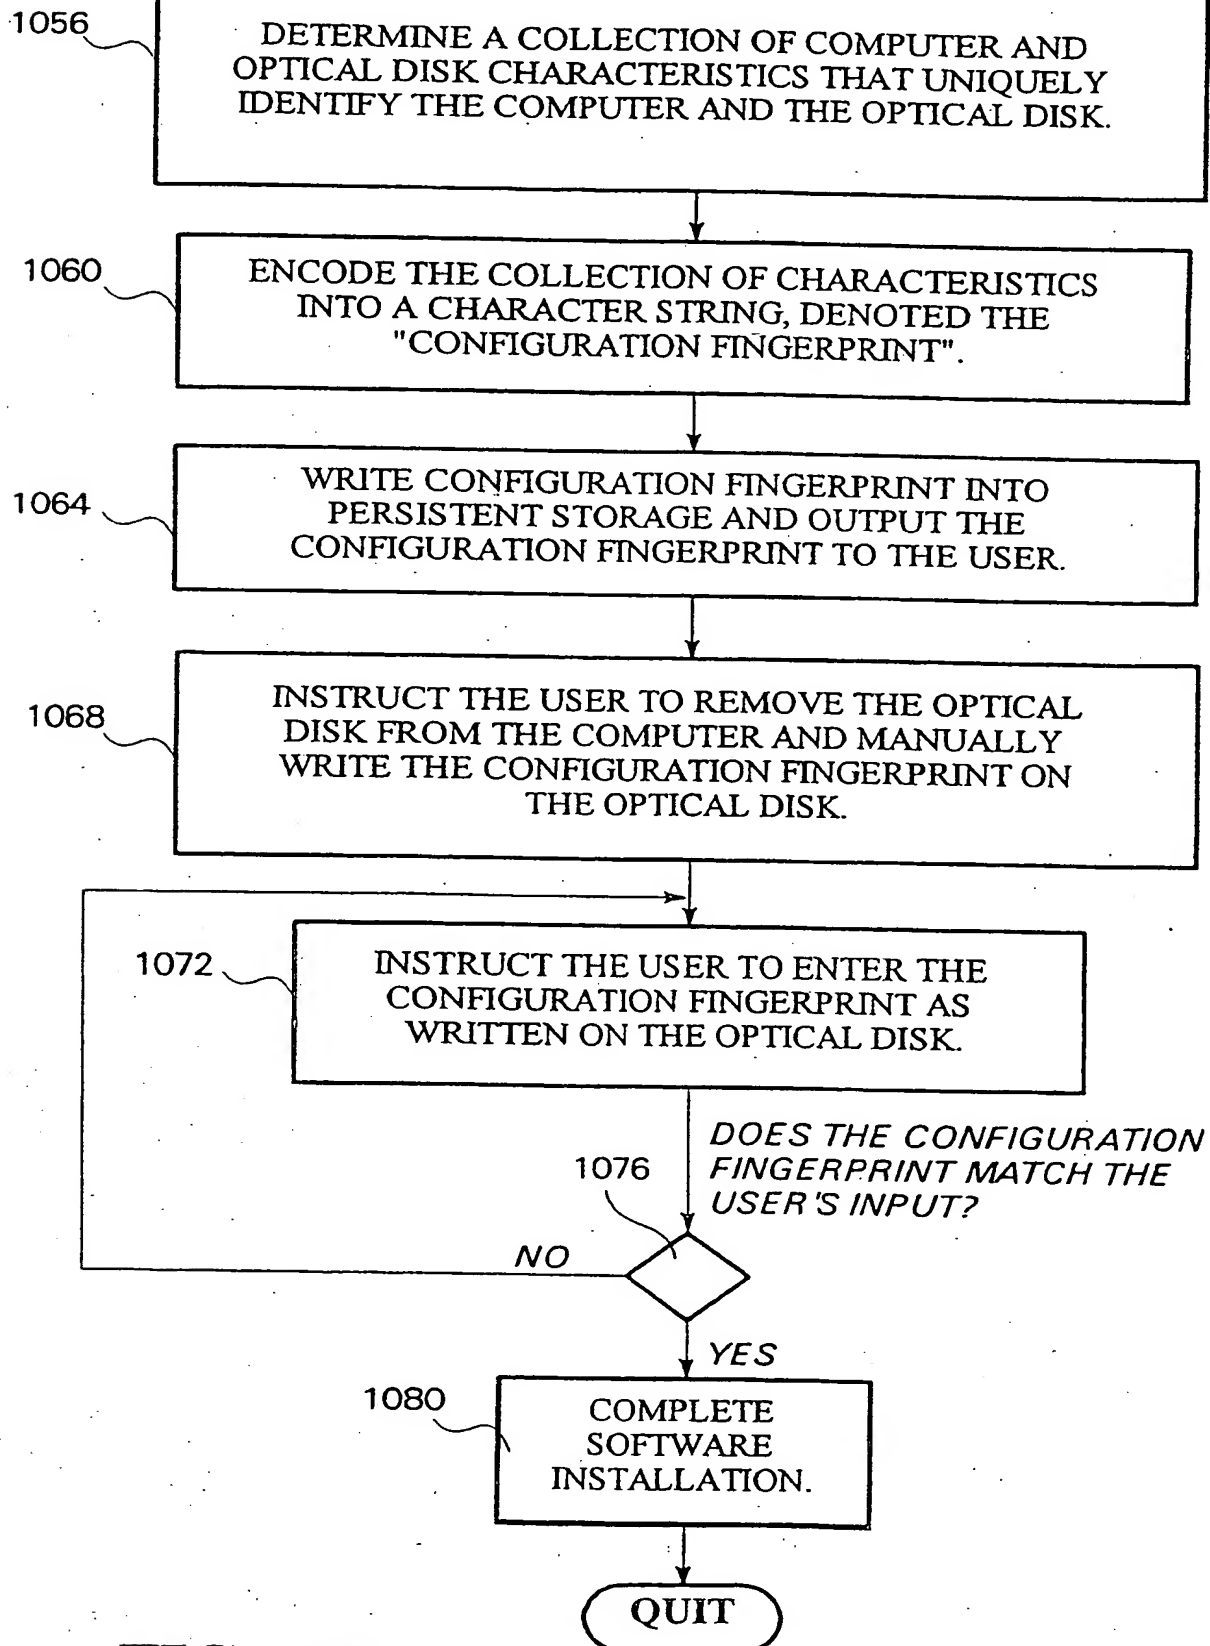 1056
DETERMINE A COLLECTION OF COMPUTER AND
OPTICAL DISK CHARACTERISTICS THAT UNIQUELY
IDENTIFY THE COMPUTER AND THE OPTICAL DISK.
1060
ENCODE THE COLLECTION OF CHARACTERISTICS
INTO A CHARACTER STRING, DENOTED THE
"CONFIGURATION FINGERPRINT".
1064
WRITE CONFIGURATION FINGERPRINT INTO
PERSISTENT STORAGE AND OUTPUT THE
CONFIGURATION FINGERPRINT TO THE USER.
1068
INSTRUCT THE USER TO REMOVE THE OPTICAL
DISK FROM THE COMPUTER AND MANUALLY
WRITE THE CONFIGURATION FINGERPRINT ON
THE OPTICAL DISK.
1072
INSTRUCT THE USER TO ENTER THE
CONFIGURATION FINGERPRINT AS
WRITTEN ON THE OPTICAL DISK.
DOES THE CONFIGURATION
FINGERPRINT MATCH THE
USER'S INPUT?
1076
NO
YES
1080
COMPLETE
SOFTWARE
INSTALLATION.
QUIT